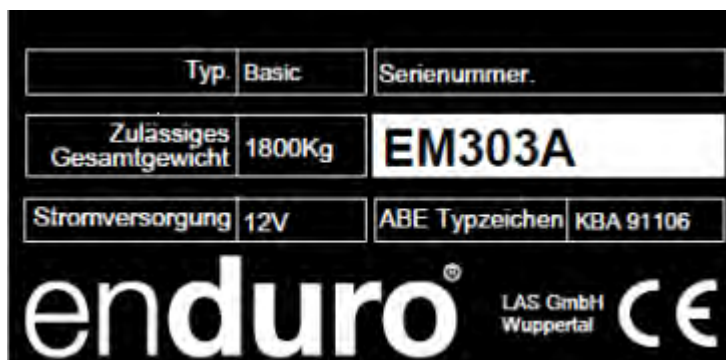 Typ. Basic Serienummer.
Zulässiges
Gesamtgewicht 1800Kg EM303A
Stromversorgung 12V ABE Typzeichen KBA 91106
enduro®
LAS GmbH
Wuppertal CE